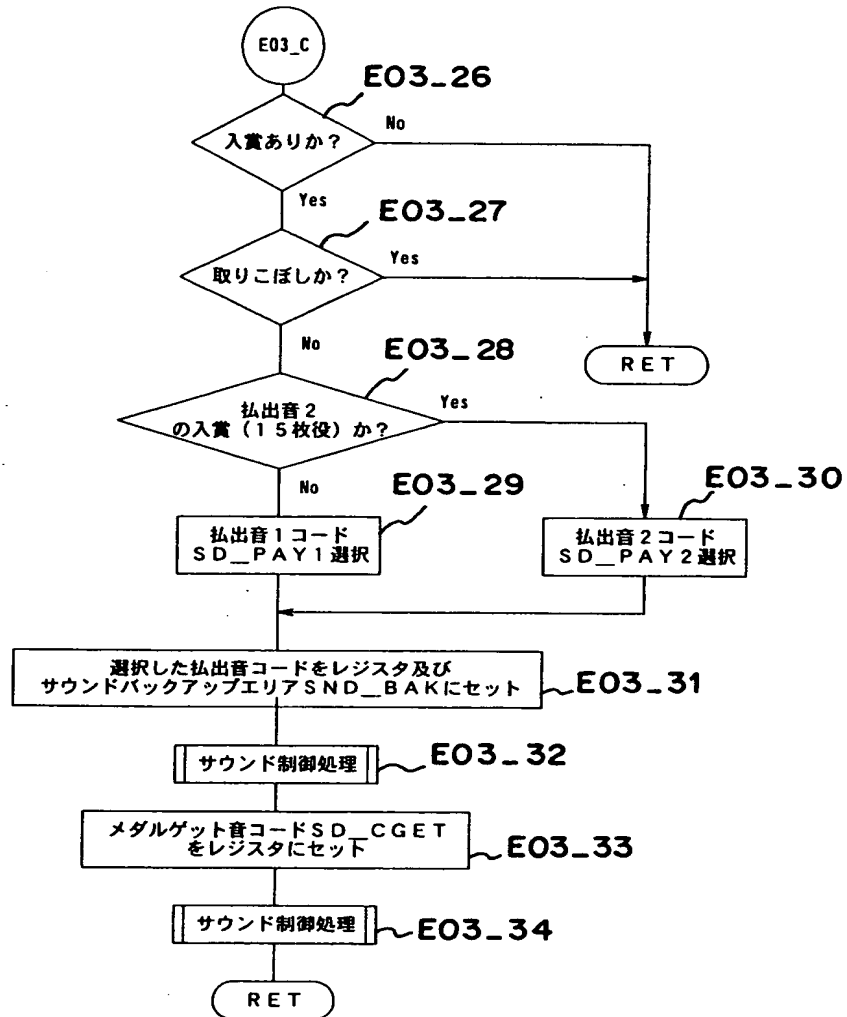 E03_C
E03_26
入賞ありか？
No
Yes
E03_27
取りこぼしか？
Yes
No
RET
E03_28
払出音２
の入賞（１５枚役）か？
Yes
No
E03_29
E03_30
払出音１コード
ＳＤ＿ＰＡＹ１選択
払出音２コード
ＳＤ＿ＰＡＹ２選択
選択した払出音コードをレジスタ及び
サウンドバックアップエリアＳＮＤ＿ＢＡＫにセット
E03_31
サウンド制御処理
E03_32
メダルゲット音コードＳＤ＿ＣＧＥＴ
をレジスタにセット
E03_33
サウンド制御処理
E03_34
RET